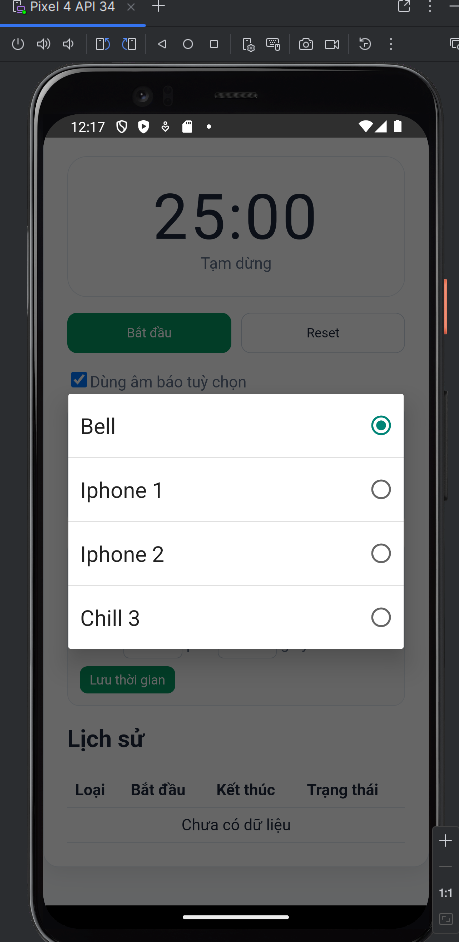 Pixel 4 API 34
12:17
25:00
Tạm dừng
Bắt đầu
Reset
Dùng âm báo tuỳ chọn
Bell
Iphone 1
Iphone 2
Chill 3
Lưu thời gian
Lịch sử
Loại Bắt đầu Kết thúc Trạng thái
Chưa có dữ liệu
1:1